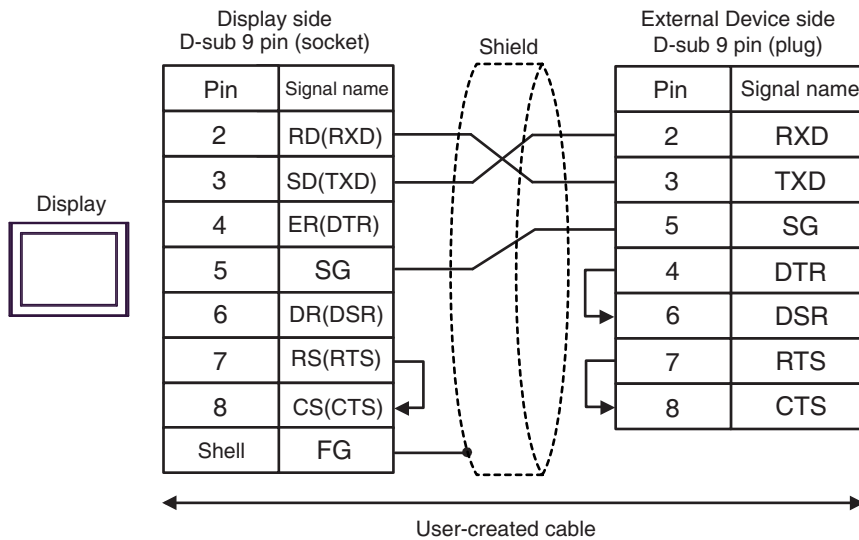 Display side
D-sub 9 pin (socket)
Shield
External Device side
D-sub 9 pin (plug)
Display
Pin Signal name
2 RD(RXD)
3 SD(TXD)
4 ER(DTR)
5 SG
6 DR(DSR)
7 RS(RTS)
8 CS(CTS)
Shell FG
Pin Signal name
2 RXD
3 TXD
5 SG
4 DTR
6 DSR
7 RTS
8 CTS
User-created cable